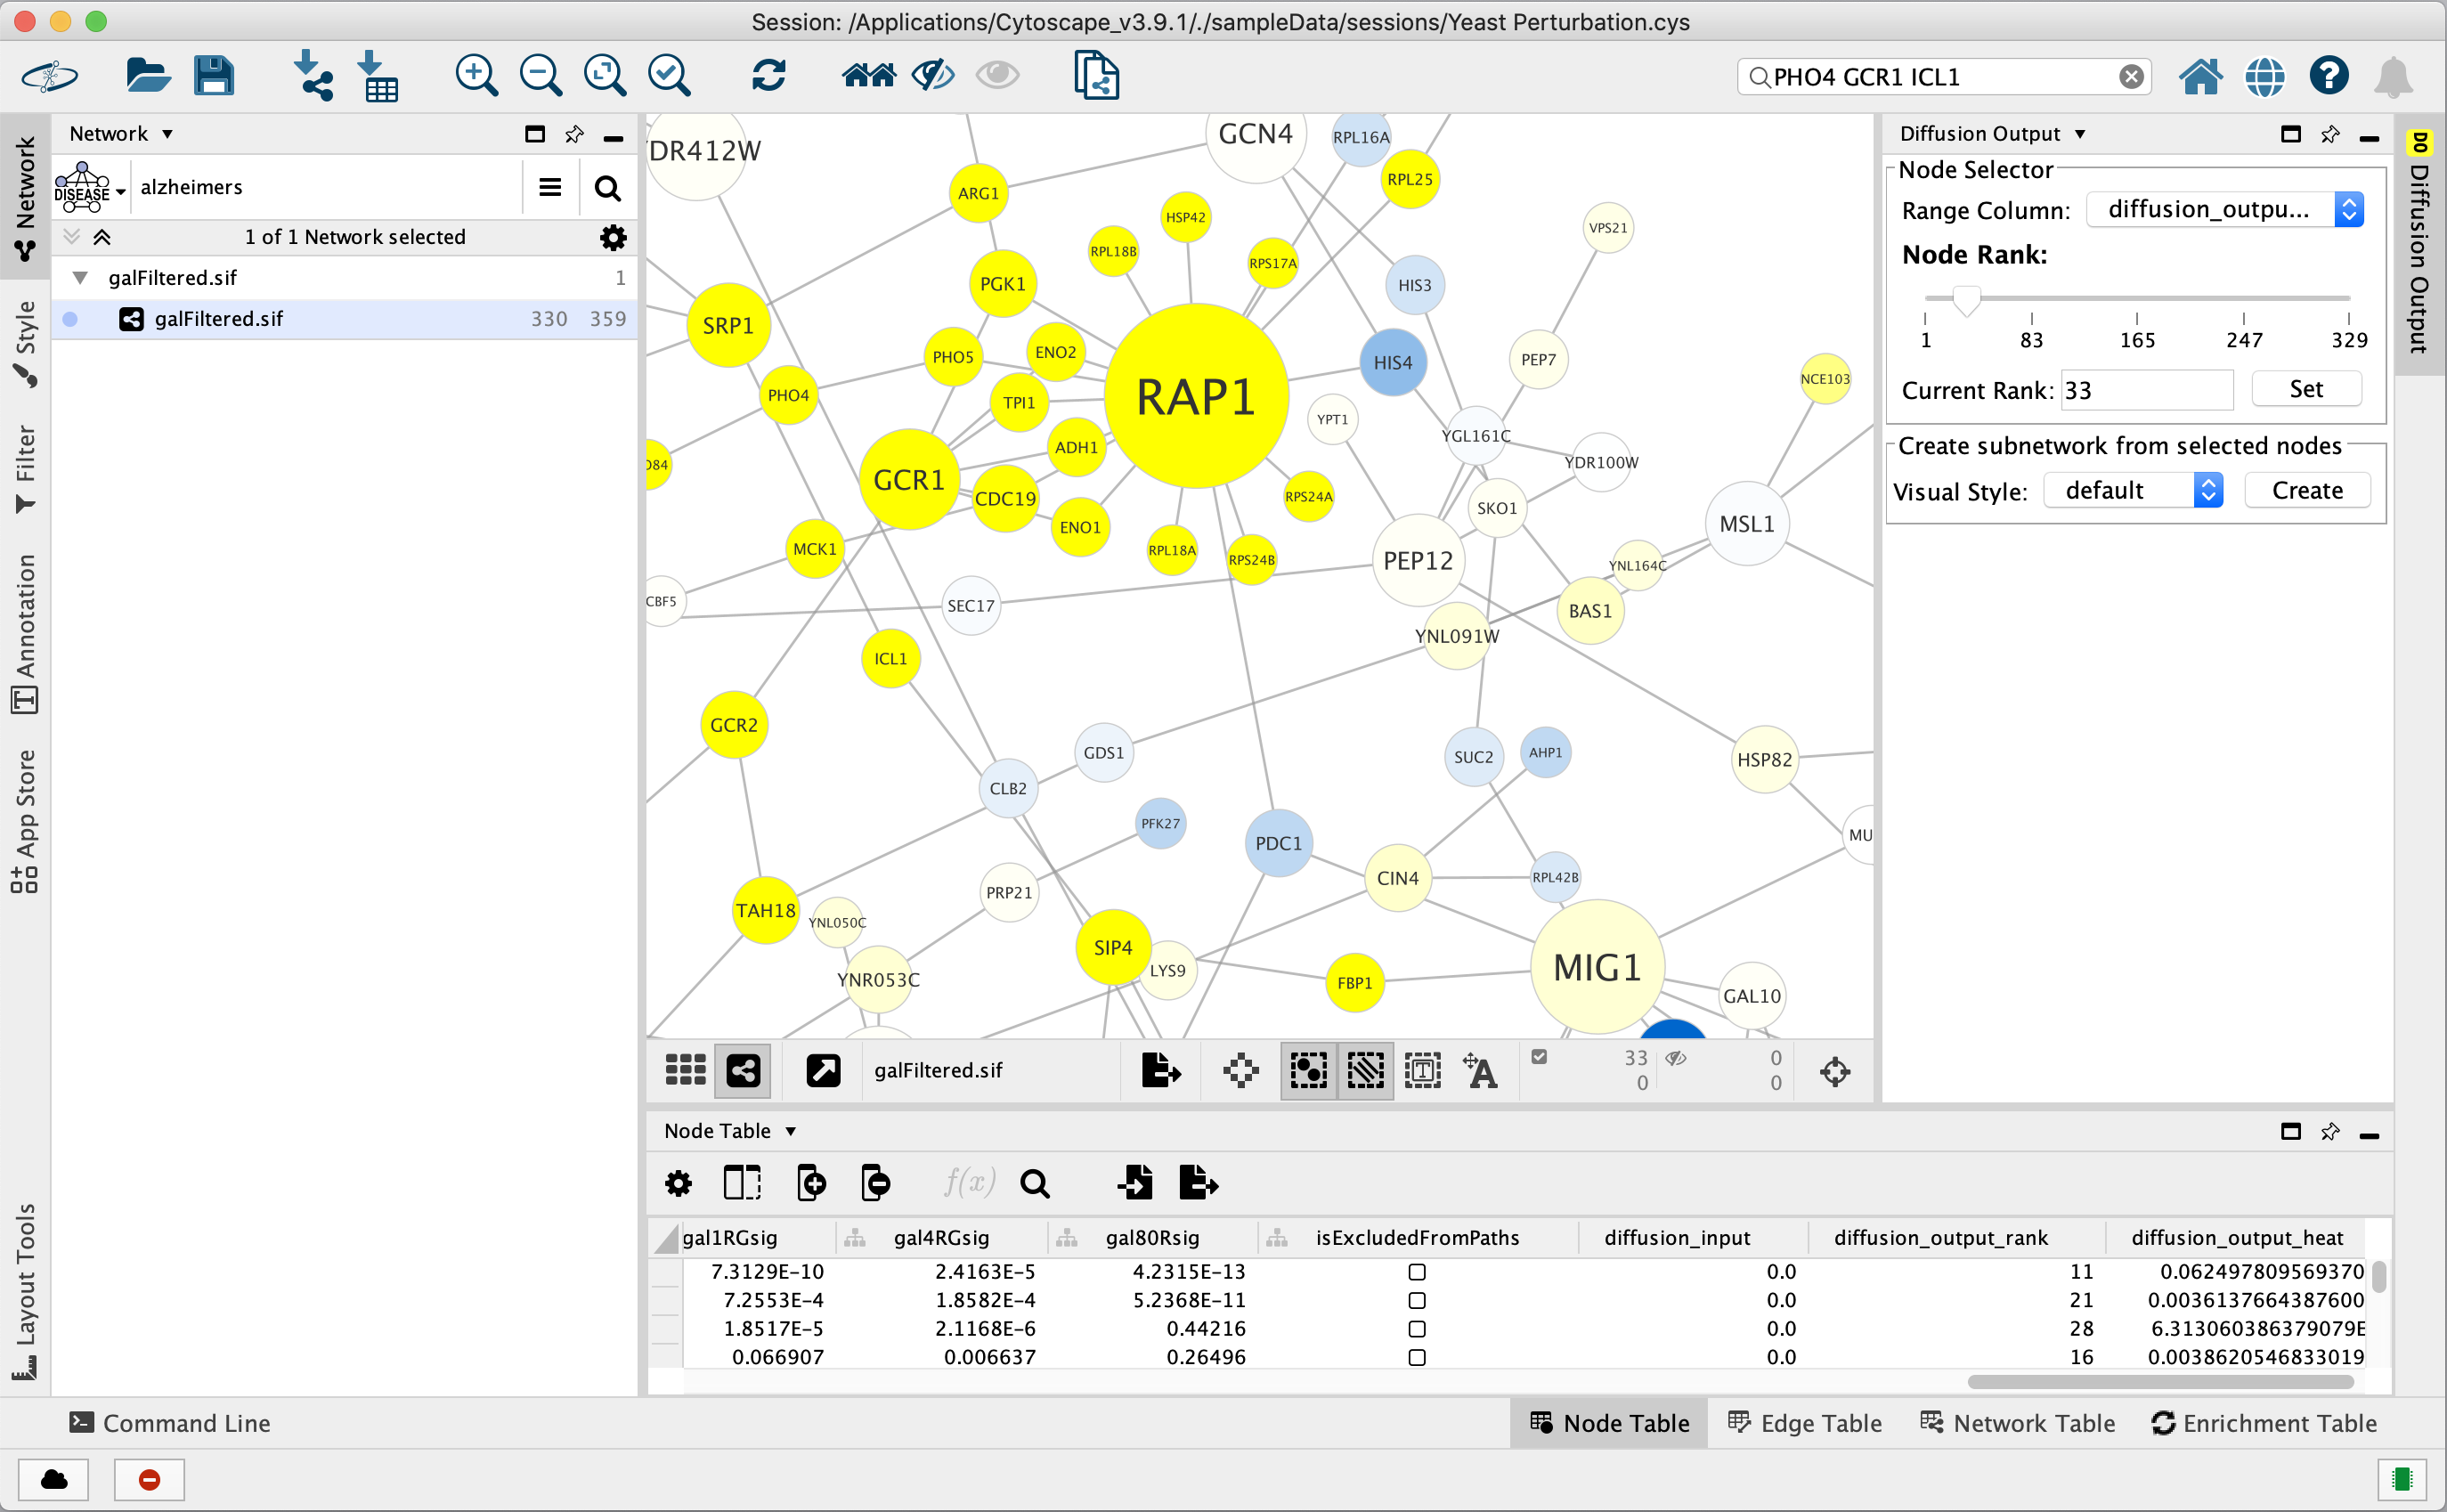 Session: /Applications/Cytoscape_v3.9.1/./sampleData/sessions/Yeast Perturbation.cys
PHO4 GCR1 ICL1
Network
Style
Filter
Annotation
App Store
Layout Tools
Network
DISEASE
alzheimers
1 of 1 Network selected
galFiltered.sif 1
galFiltered.sif 330 359
GCN4
RPL16A
DR412W
RPL25
ARG1
HSP42
VPS21
RPL18B
RPS17A
PGK1
HIS3
SRP1
ENO2
PHO5
PEP7
HIS4
NCE103
PHO4
RAP1
TPI1
YPT1
YGL161C
ADH1
YDR100W
O84
GCR1
RPS24A
CDC19
SKO1
MSL1
ENO1
MCK1
RPL18A
RPS24B
PEP12
YNL164C
CBF5
SEC17
BAS1
YNL091W
ICL1
GCR2
GDS1
SUC2
AHP1
HSP82
CLB2
PFK27
MU
PDC1
CIN4
RPL42B
PRP21
TAH18
YNL050C
SIP4
MIG1
LYS9
YNR053C
FBP1
GAL10
galFiltered.sif
33
0
0
0
Diffusion Output
Node Selector
Range Column: diffusion_outpu...
Node Rank:
1 83 165 247 329
Current Rank: 33 Set
Create subnetwork from selected nodes
Visual Style: default Create
DO Diffusion Output
Node Table
f(x)
gal1RGsig gal4RGsig gal80Rsig isExcludedFromPaths diffusion_input diffusion_output_rank diffusion_output_heat
7.3129E-10 2.4163E-5 4.2315E-13 0.0 11 0.062497809569370
7.2553E-4 1.8582E-4 5.2368E-11 0.0 21 0.00361376643876​00
1.8517E-5 2.1168E-6 0.44216 0.0 28 6.313060386379079E
0.066907 0.006637 0.26496 0.0 16 0.0038620546833019
Command Line
Node Table
Edge Table
Network Table
Enrichment Table